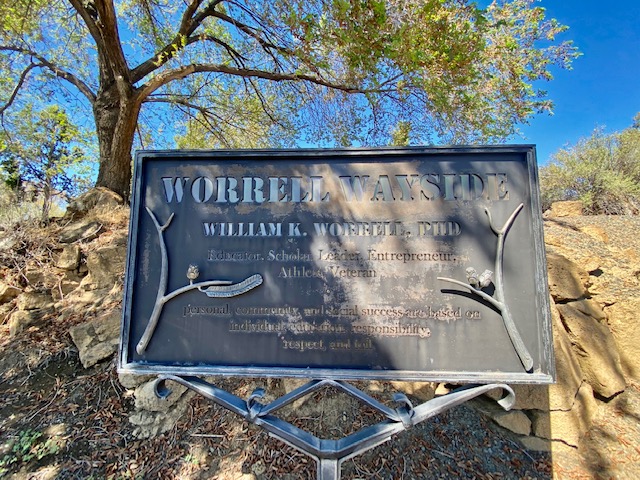 WORRELL WAYSIDE
WILLIAM K. WORRELL, PHD
Educator, Scholar, Leader, Entrepreneur,
Athlete, Veteran
personal, community, and social success are based on
individual education, responsibility,
respect, and